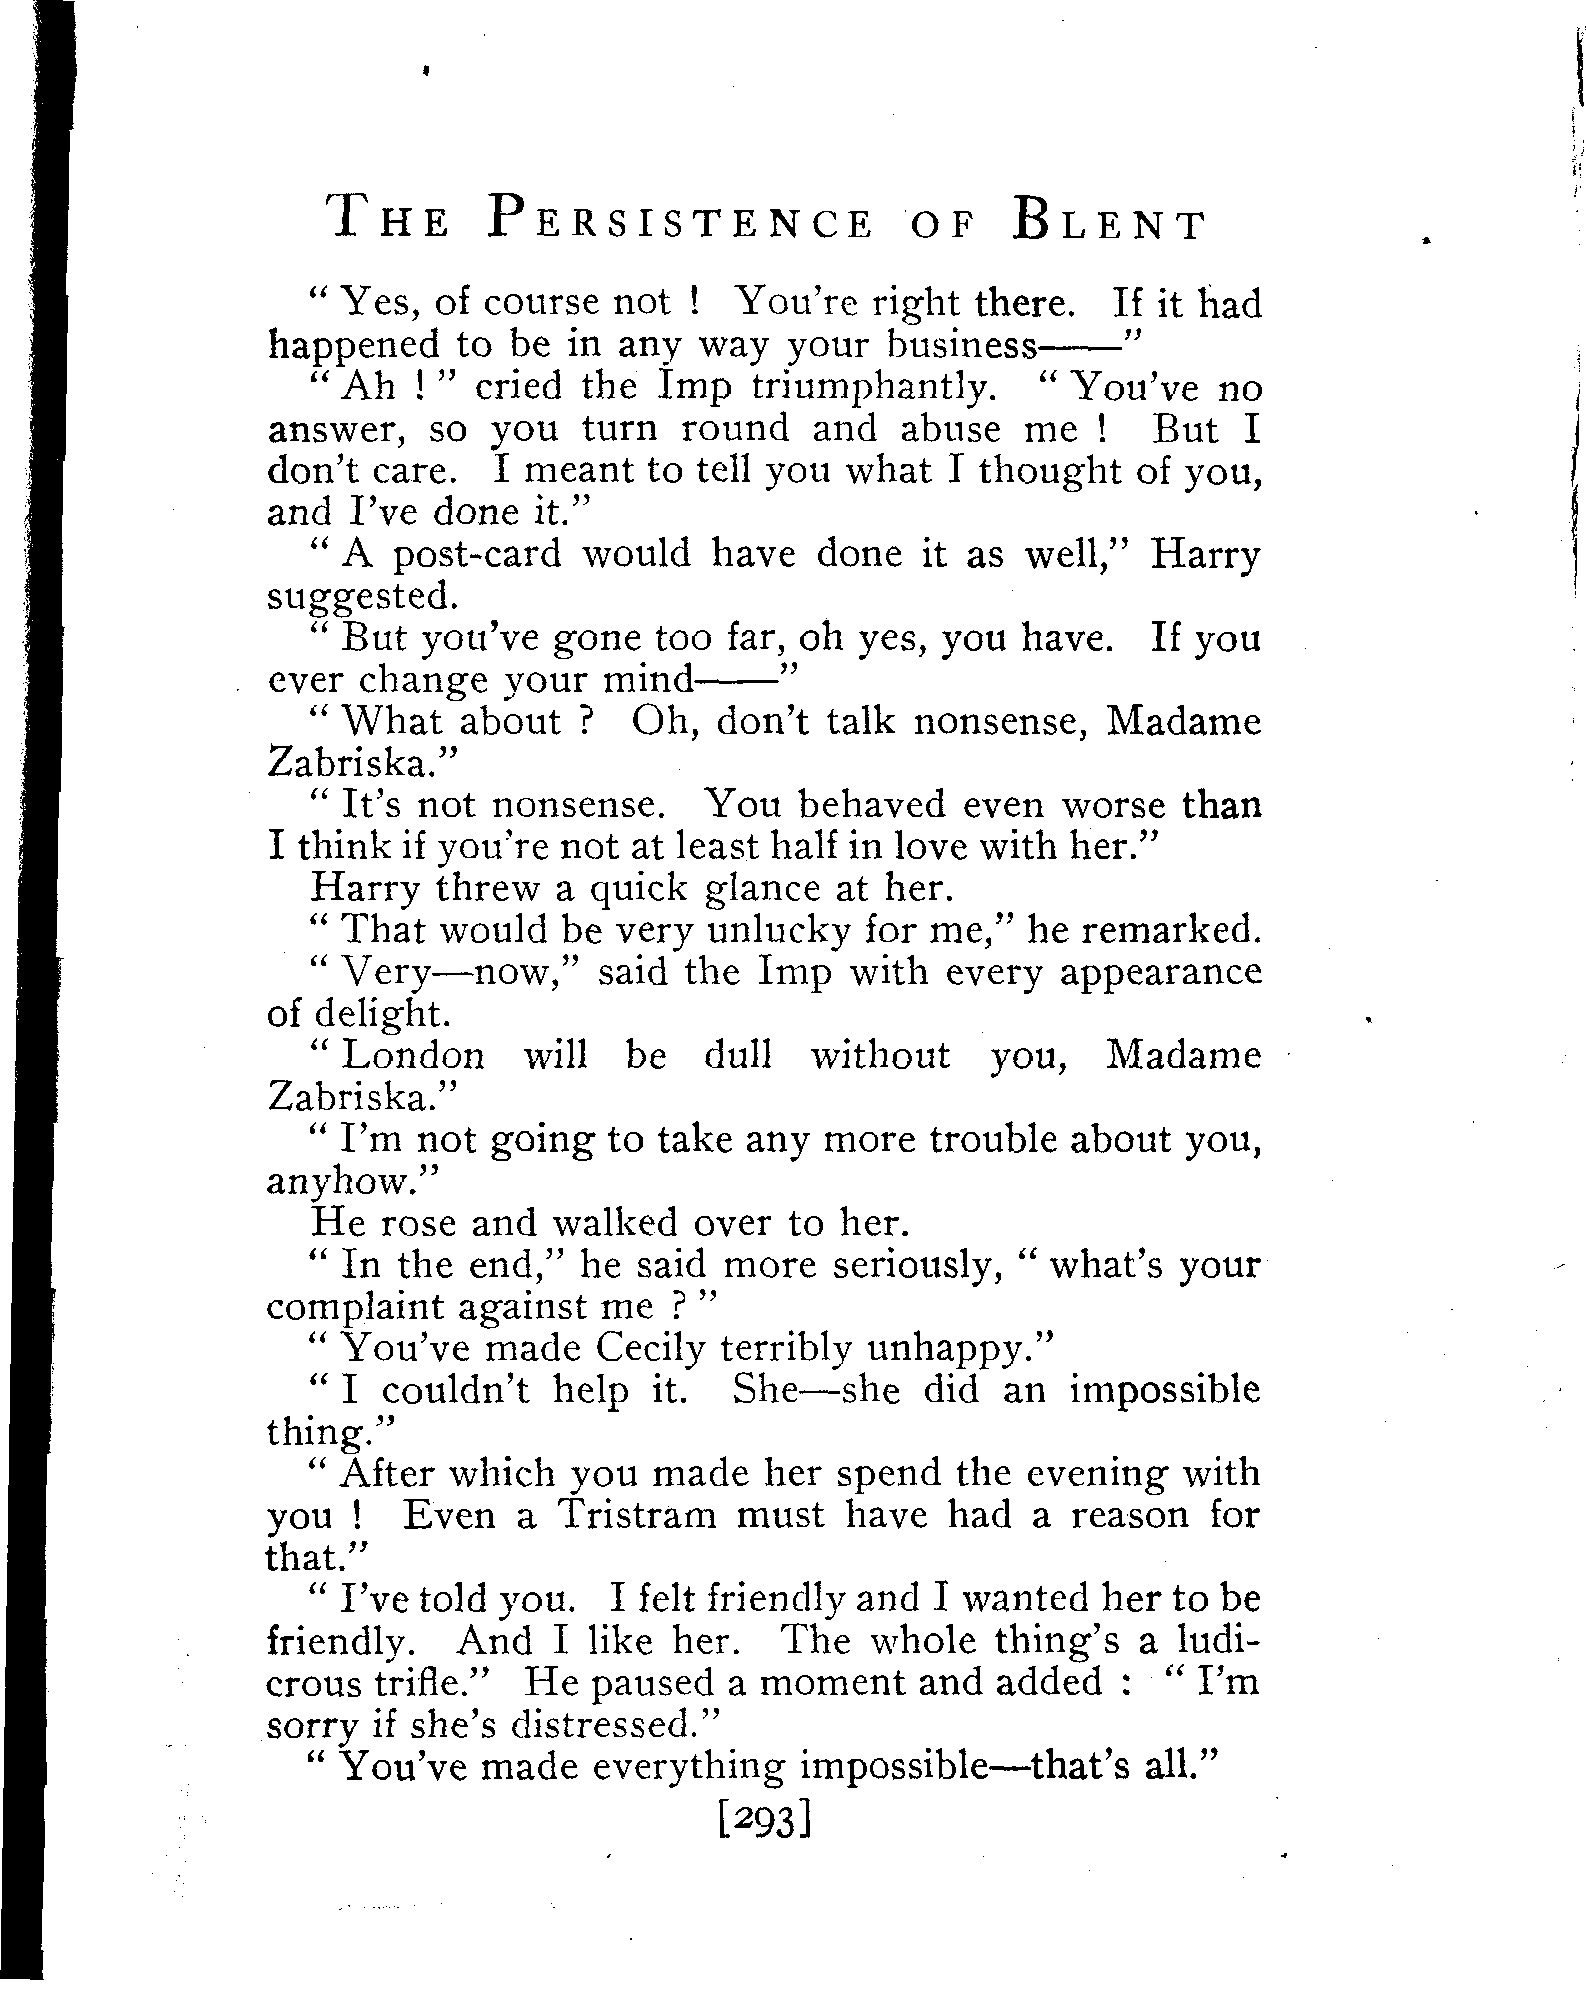 The Persistence of Blent
“ Yes, of course not ! You're right there. If it had
happened to be in any way your business——”
“ Ah ! ” cried the Imp triumphantly. “ You've no
answer, so you turn round and abuse me ! But I
don't care. I meant to tell you what I thought of you,
and I've done it.”
“ A post-card would have done it as well,” Harry
suggested.
“ But you've gone too far, oh yes, you have. If you
ever change your mind——”
“ What about ? Oh, don't talk nonsense, Madame
Zabriska.”
“ It's not nonsense. You behaved even worse than
I think if you're not at least half in love with her.”
Harry threw a quick glance at her.
“ That would be very unlucky for me,” he remarked.
“ Very—now,” said the Imp with every appearance
of delight.
“ London will be dull without you, Madame
Zabriska.”
“ I'm not going to take any more trouble about you,
anyhow.”
He rose and walked over to her.
“ In the end,” he said more seriously, “ what's your
complaint against me ? ”
“ You've made Cecily terribly unhappy.”
“ I couldn't help it. She—she did an impossible
thing.”
“ After which you made her spend the evening with
you ! Even a Tristram must have had a reason for
that.”
“ I've told you. I felt friendly and I wanted her to be
friendly. And I like her. The whole thing's a ludi-
crous trifle.” He paused a moment and added : “ I'm
sorry if she's distressed.”
“ You've made everything impossible—that's all.”
[293]